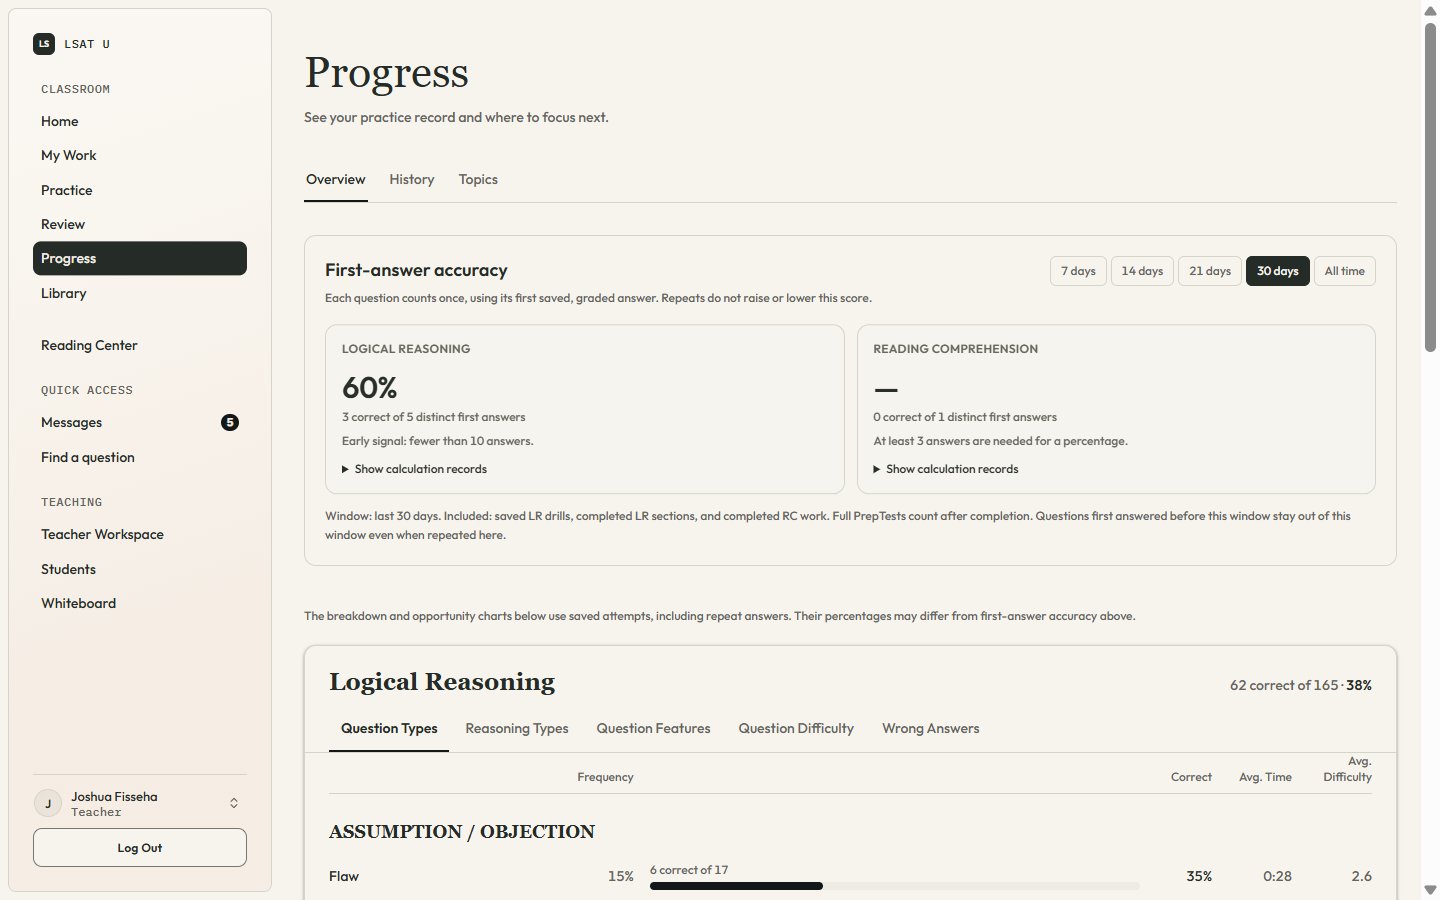 LS LSAT U
CLASSROOM
Home
My Work
Practice
Review
Progress
Library
Reading Center
QUICK ACCESS
Messages 5
Find a question
TEACHING
Teacher Workspace
Students
Whiteboard
J Joshua Fisseha
Teacher
Log Out
Progress
See your practice record and where to focus next.
Overview History Topics
First-answer accuracy
7 days 14 days 21 days 30 days All time
Each question counts once, using its first saved, graded answer. Repeats do not raise or lower this score.
LOGICAL REASONING
60%
3 correct of 5 distinct first answers
Early signal: fewer than 10 answers.
Show calculation records
READING COMPREHENSION
—
0 correct of 1 distinct first answers
At least 3 answers are needed for a percentage.
Show calculation records
Window: last 30 days. Included: saved LR drills, completed LR sections, and completed RC work. Full PrepTests count after completion. Questions first answered before this window stay out of this
window even when repeated here.
The breakdown and opportunity charts below use saved attempts, including repeat answers. Their percentages may differ from first-answer accuracy above.
Logical Reasoning
62 correct of 165 · 38%
Question Types Reasoning Types Question Features Question Difficulty Wrong Answers
Frequency Correct Avg. Time Avg.
Difficulty
ASSUMPTION / OBJECTION
Flaw 15% 6 correct of 17 35% 0:28 2.6